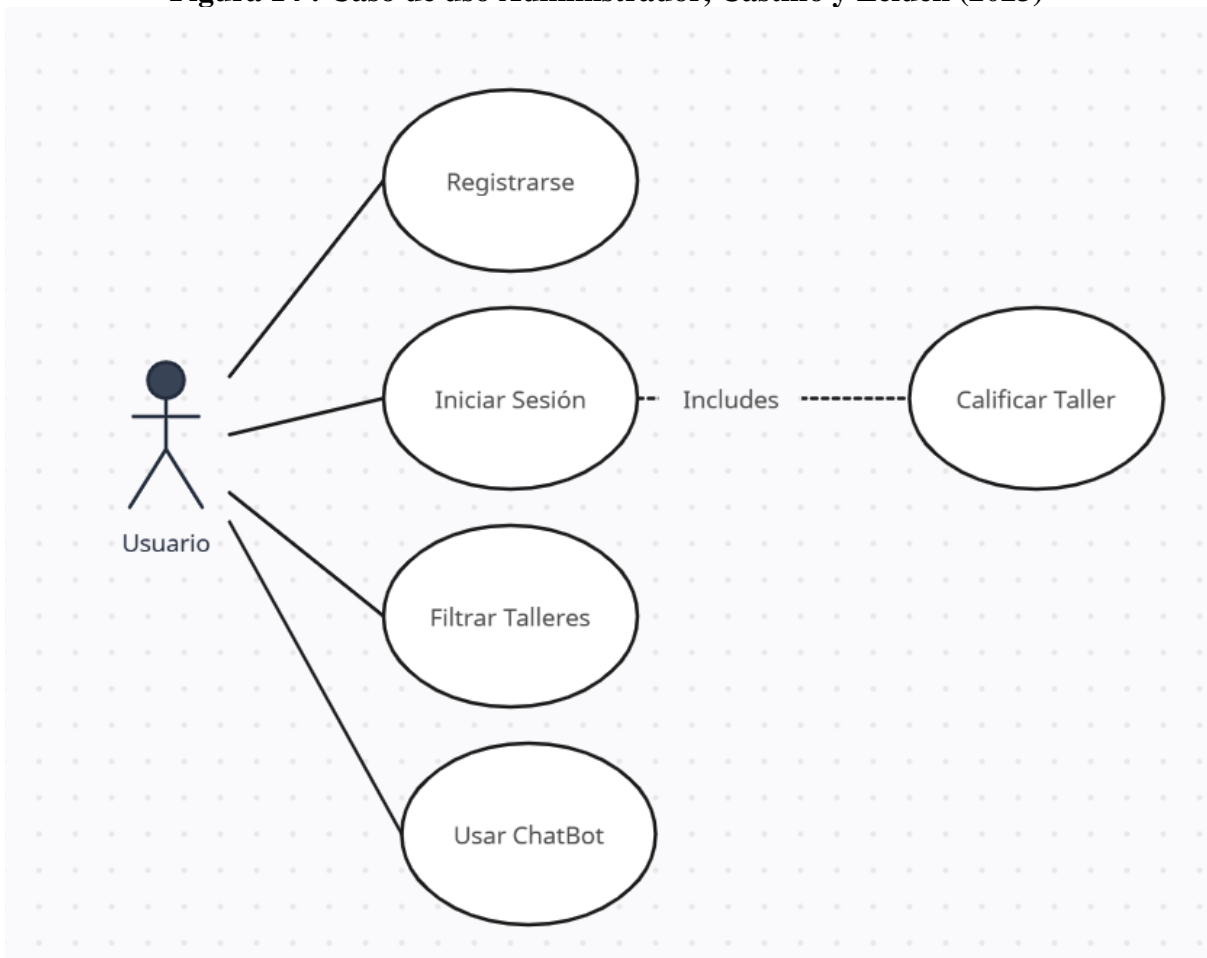 Registrarse
Iniciar Sesión
Includes
Calificar Taller
Usuario
Filtrar Talleres
Usar ChatBot